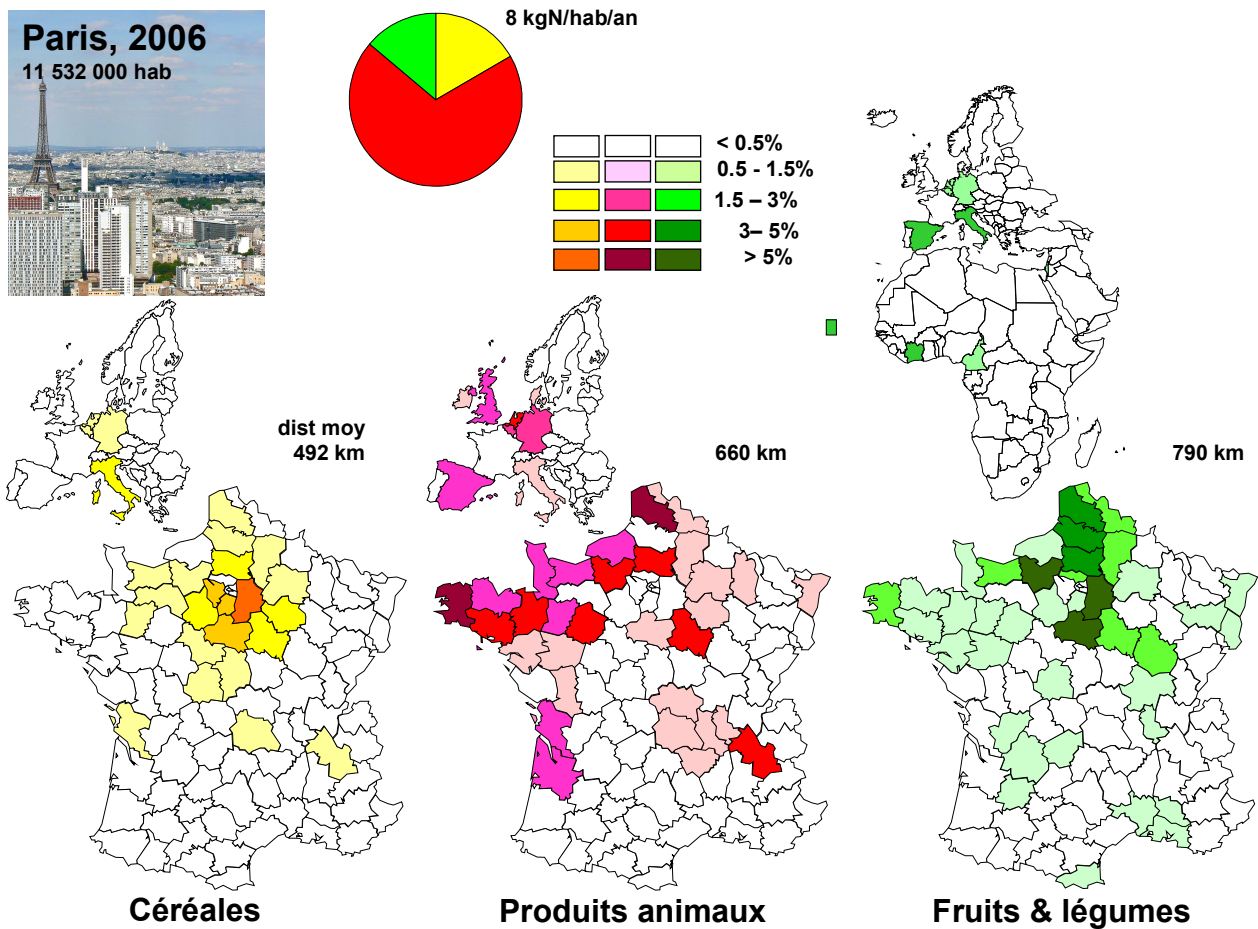 Paris, 2006
11 532 000 hab
8 kgN/hab/an
< 0.5%
0.5 - 1.5%
1.5 – 3%
3– 5%
> 5%
dist moy
492 km
660 km
790 km
Céréales
Produits animaux
Fruits & légumes